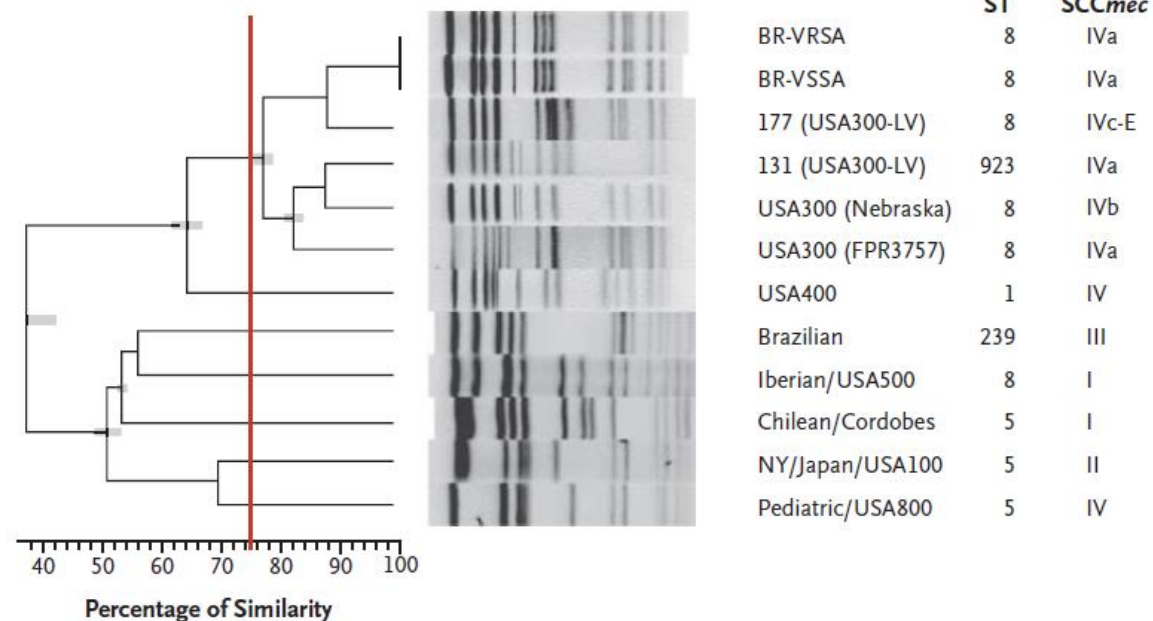 ST SCCmec
BR-VRSA 8 IVa
BR-VSSA 8 IVa
177 (USA300-LV) 8 IVc-E
131 (USA300-LV) 923 IVa
USA300 (Nebraska) 8 IVb
USA300 (FPR3757) 8 IVa
USA400 1 IV
Brazilian 239 III
Iberian/USA500 8 I
Chilean/Cordobes 5 I
NY/Japan/USA100 5 II
Pediatric/USA800 5 IV
40 50 60 70 80 90 100
Percentage of Similarity